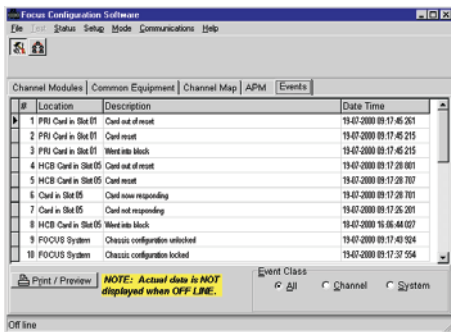 Focus Configuration Software
File Text Status Setup Mode Communications Help
Channel Modules Common Equipment Channel Map APM Events
# Location Description Date Time
1 PRI Card in Slot 01 Card out of reset 19-07-2000 09:17:45 261
2 PRI Card in Slot 01 Card reset 19-07-2000 09:17:45 215
3 PRI Card in Slot 01 Went into block 19-07-2000 09:17:45 215
4 HCB Card in Slot 05 Card out of reset 19-07-2000 09:17:28 801
5 HCB Card in Slot 05 Card reset 19-07-2000 09:17:28 707
6 Card in Slot 05 Card now responding 19-07-2000 09:17:28 701
7 Card in Slot 05 Card not responding 19-07-2000 09:17:26 201
8 HCB Card in Slot 05 Went into block 18-07-2000 16:06:44 027
9 FOCUS System Chassis configuration unlocked 19-07-2000 09:17:43 924
10 FOCUS System Chassis configuration locked 19-07-2000 09:17:37 554
Print / Preview
NOTE: Actual data is NOT
displayed when OFF LINE.
Event Class
All Channel System
Off line